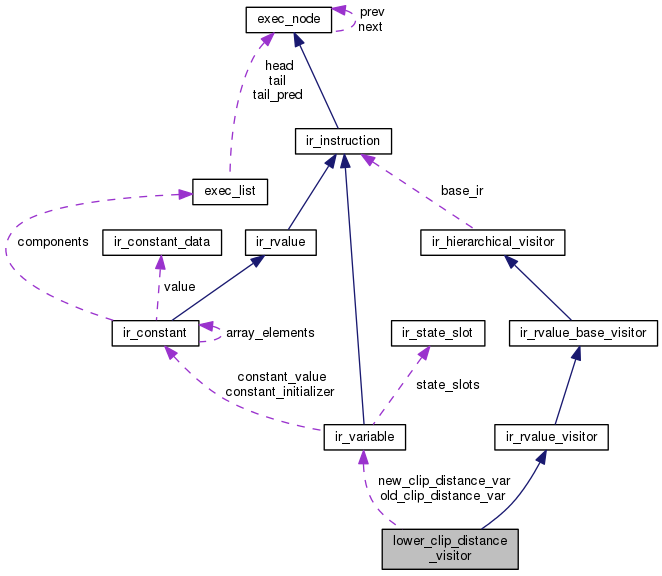 exec_node
prev
next
head
tail
tail_pred
ir_instruction
exec_list
base_ir
components
ir_constant_data
ir_rvalue
ir_hierarchical_visitor
value
ir_constant
array_elements
ir_state_slot
ir_rvalue_base_visitor
constant_value
constant_initializer
state_slots
ir_variable
ir_rvalue_visitor
new_clip_distance_var
old_clip_distance_var
lower_clip_distance
_visitor